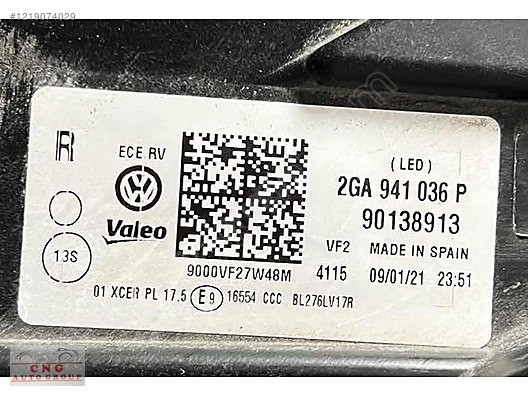 #1219074029
R
ECE RV
Valeo
13S
9000VF27W48M
(LED)
2GA 941 036 P
90138913
VF2 MADE IN SPAIN
4115 09/01/21 23:51
01 XCER PL 17.5 E9 16554 CCC BL276LV17R
CNG
AUTO GROUP